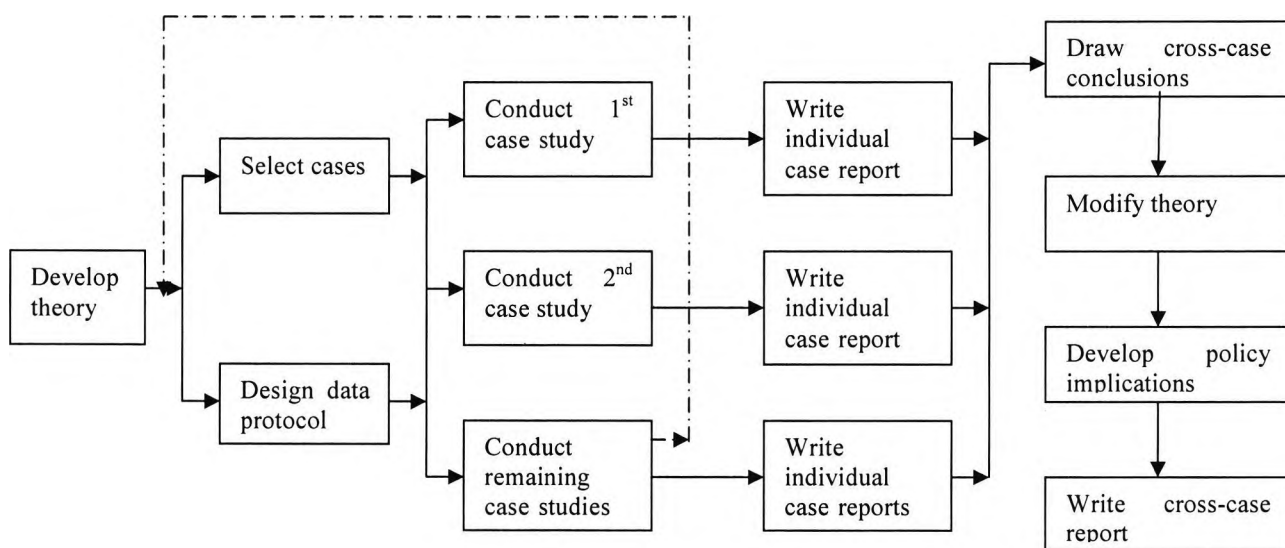 Develop
theory
Select cases
Design data
protocol
Conduct 1st
case study
Conduct 2nd
case study
Conduct
remaining
case studies
Write
individual
case report
Write
individual
case report
Write
individual
case reports
Draw cross-case
conclusions
Modify theory
Develop policy
implications
Write cross-case
report